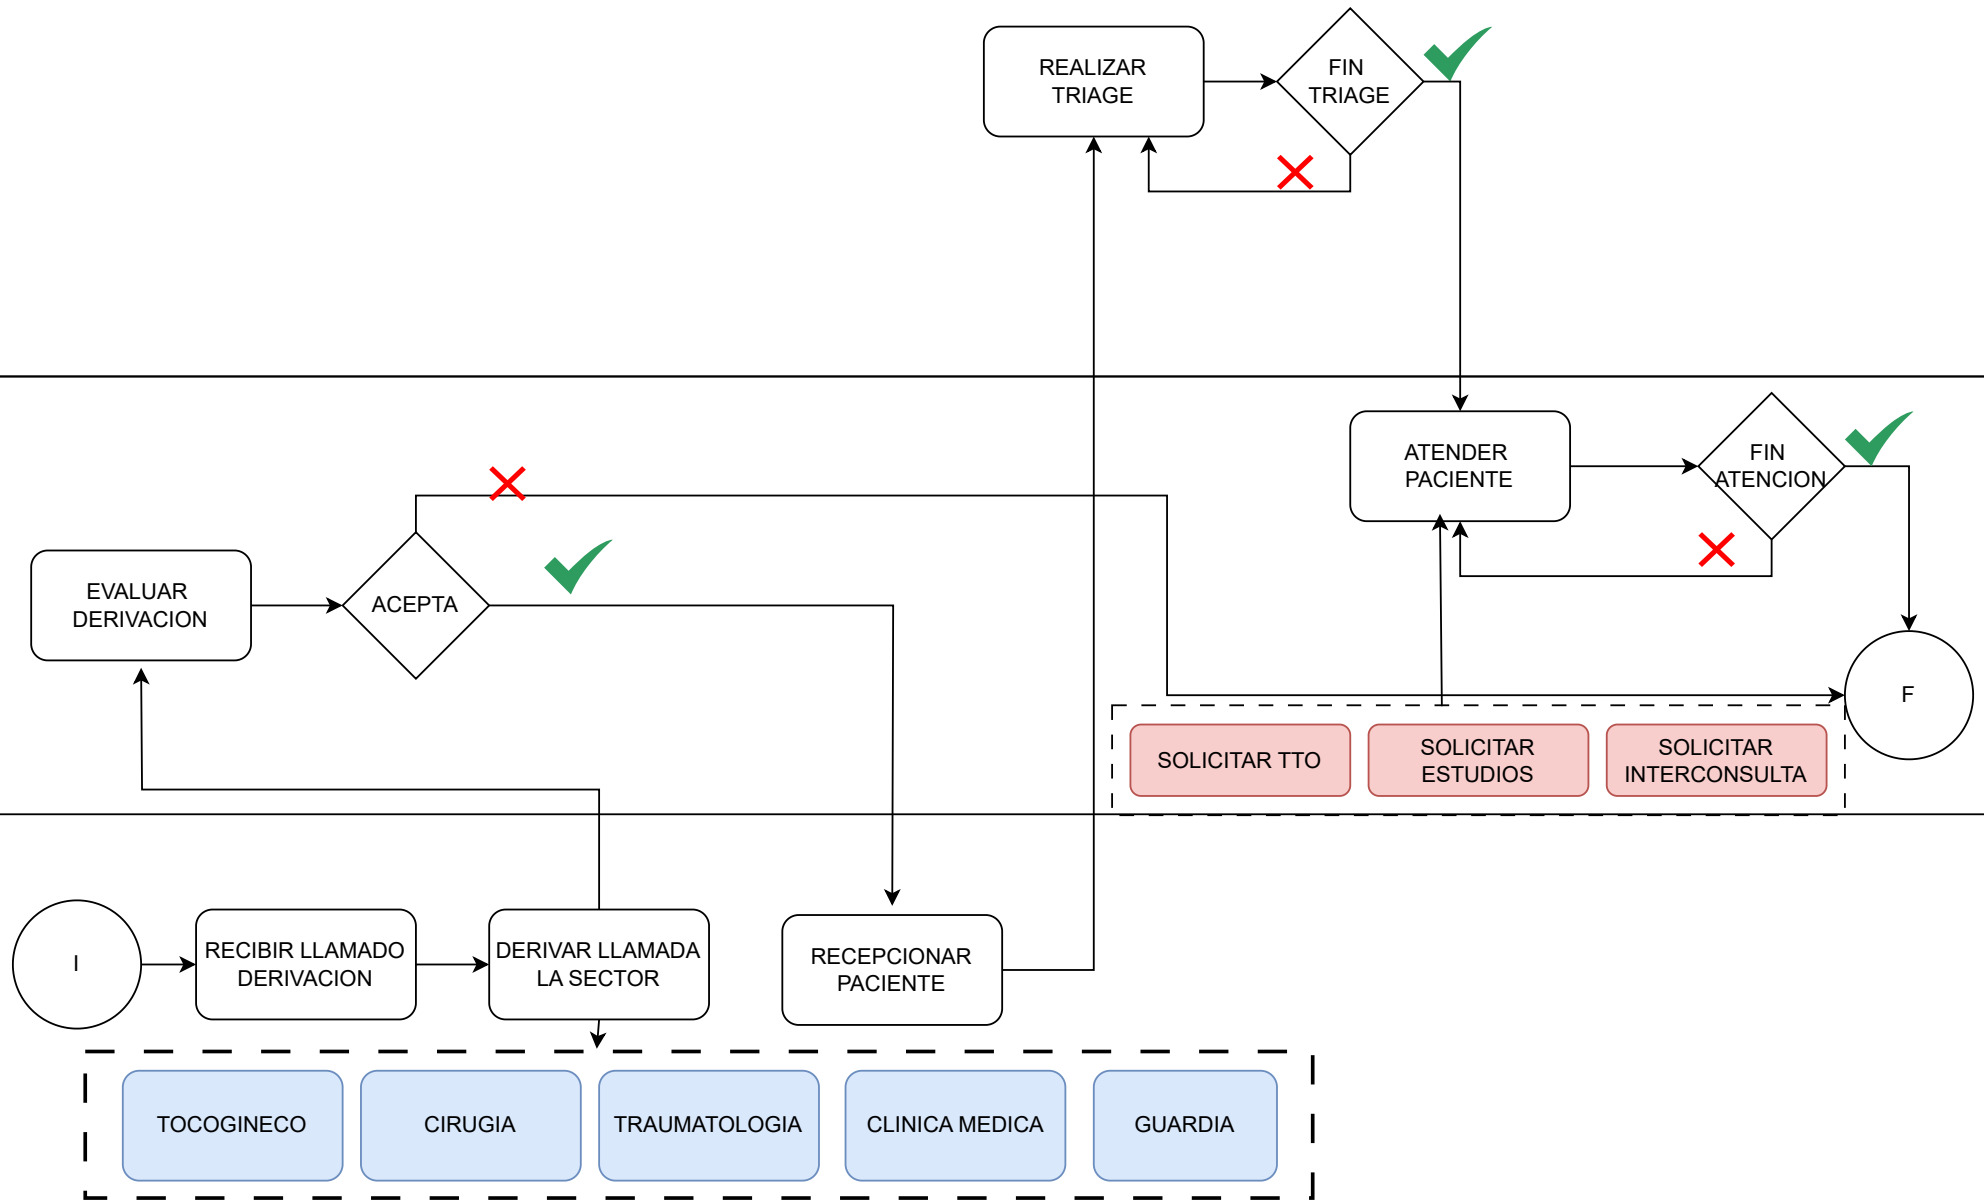 REALIZAR
TRIAGE
FIN
TRIAGE
ATENDER
PACIENTE
FIN
ATENCION
EVALUAR
DERIVACION
ACEPTA
F
SOLICITAR TTO
SOLICITAR
ESTUDIOS
SOLICITAR
INTERCONSULTA
I
RECIBIR LLAMADO
DERIVACION
DERIVAR LLAMADA
LA SECTOR
RECEPCIONAR
PACIENTE
TOCOGINECO
CIRUGIA
TRAUMATOLOGIA
CLINICA MEDICA
GUARDIA